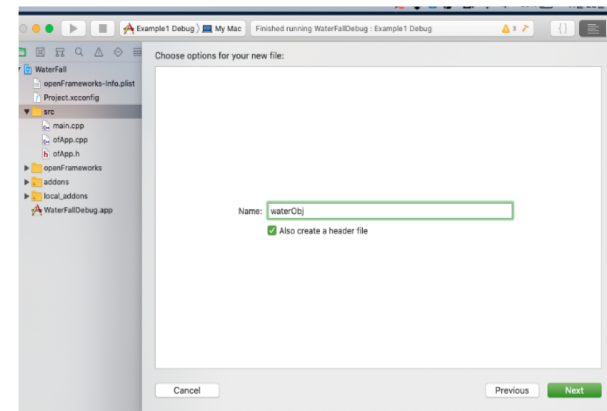 Example1 Debug
My Mac
Finished running WaterFallDebug : Example1 Debug
3
WaterFall
openFrameworks-Info.plist
Project.xcconfig
src
main.cpp
ofApp.cpp
ofApp.h
openFrameworks
addons
local_addons
WaterFallDebug.app
Choose options for your new file:
Name: waterObj
Also create a header file
Cancel
Previous
Next